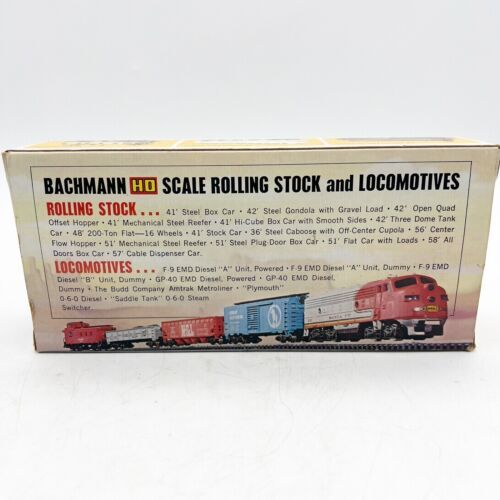 BACHMANN HO SCALE ROLLING STOCK and LOCOMOTIVES
ROLLING STOCK... 41' Steel Box Car • 42' Steel Gondola with Gravel Load • 42' Open Quad
Offset Hopper • 41' Mechanical Steel Reefer • 41' Hi-Cube Box Car with Smooth Sides • 42' Three Dome Tank
Car • 48' 200-Ton Flat—16 Wheels • 41' Stock Car • 36' Steel Caboose with Off-Center Cupola • 56' Center
Flow Hopper • 51' Mechanical Steel Reefer • 51' Steel Plug-Door Box Car • 51' Flat Car with Loads • 58' All
Doors Box Car • 57' Cable Dispenser Car.
LOCOMOTIVES... F-9 EMD Diesel "A" Unit, Powered • F-9 EMD Diesel "A" Unit, Dummy • F-9 EMD
Diesel "B" Unit, Dummy • GP-40 EMD Diesel, Powered • GP-40 EMD Diesel,
Dummy • The Budd Company Amtrak Metroliner • "Plymouth"
0-6-0 Diesel • "Saddle Tank" 0-6-0 Steam
Switcher.
SANTA FE